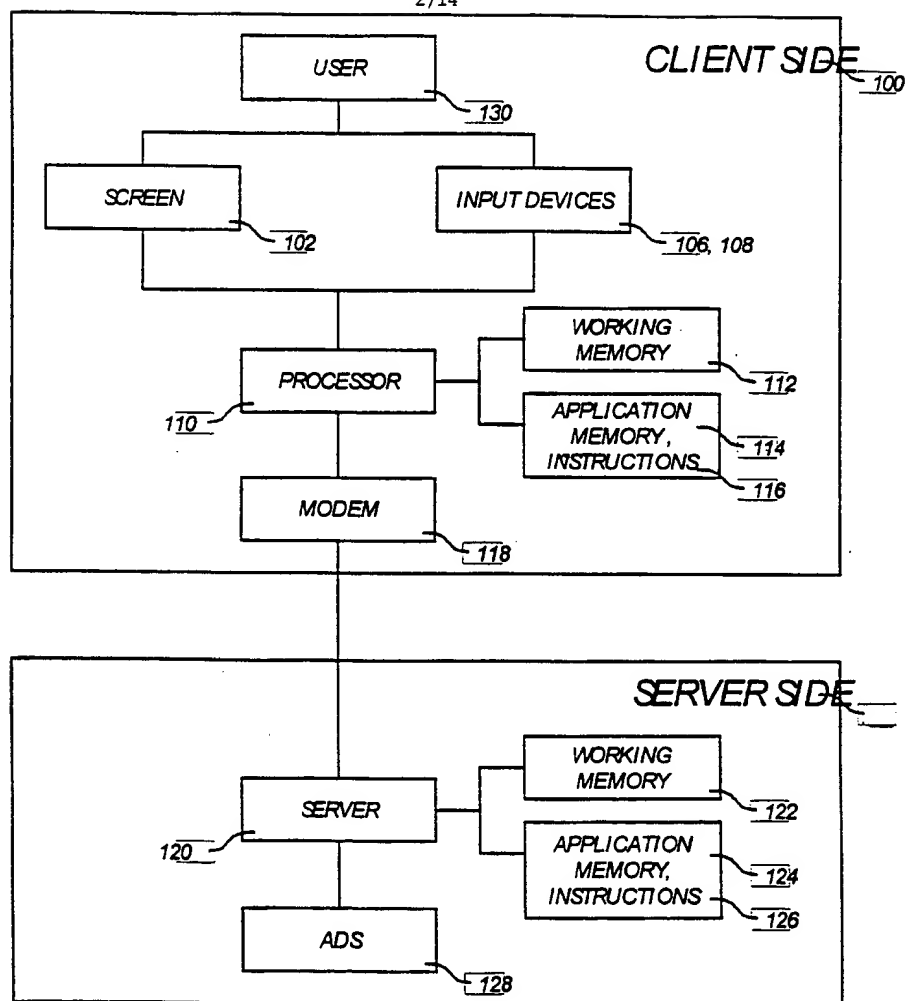 2/14
CLIENT SIDE
100
USER
130
SCREEN
102
INPUT DEVICES
106, 108
PROCESSOR
110
WORKING
MEMORY
112
APPLICATION
MEMORY,
INSTRUCTIONS
114
116
MODEM
118
SERVER SIDE
SERVER
120
WORKING
MEMORY
122
APPLICATION
MEMORY,
INSTRUCTIONS
124
126
ADS
128